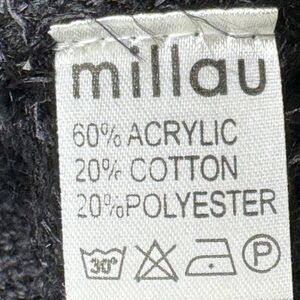 millau
60% ACRYLIC
20% COTTON
20% POLYESTER
30° P